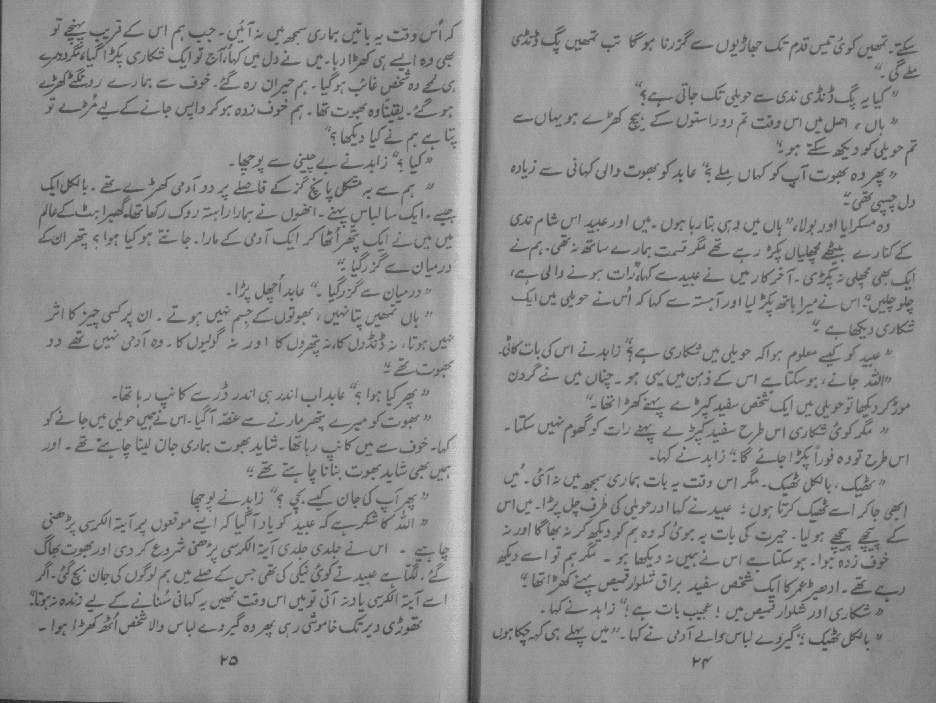 سکتے۔ تمھیں کوئی تیس قدم تک جھاڑیوں سے گزرنا ہو گا تب تمھیں پگ ڈنڈی
ملے گی۔“
”کیا یہ پگ ڈنڈی ندی سے حویلی تک جاتی ہے؟“
”ہاں، اصل میں اس وقت تم دو راستوں کے بیچ کھڑے ہو یہاں سے
تم حویلی کو دیکھ سکتے ہو۔“
”پھر وہ بھوت آپ کو کہاں ملے؟“ عابد کو بھوت والی کہانی سے زیادہ
دل چسپی تھی۔
وہ مسکرایا اور بولا، ”ہاں میں وہی بتا رہا ہوں۔ میں اور عبید اس شام ندی
کے کنارے بیٹھے مچھلیاں پکڑ رہے تھے مگر قسمت ہمارے ساتھ نہ تھی۔ ہم نے
ایک بھی مچھلی نہ پکڑی۔ آخر کار میں نے عبید سے کہا، ”رات ہونے والی ہے،
چلو چلیں“ اس نے میرا ہاتھ پکڑ لیا اور آہستہ سے کہا کہ اُس نے حویلی میں ایک
شکاری دیکھا ہے۔“
”عبید کو کیسے معلوم ہوا کہ حویلی میں شکاری ہے؟“ زاہد نے اس کی بات کاٹی۔
”اللہ جانے، ہو سکتا ہے اس کے ذہن میں یہی ہو۔ چناں میں نے گردن
موڑ کر دیکھا تو حویلی میں ایک شخص سفید کپڑے پہنے کھڑا تھا۔“
”مگر کوئی شکاری اس طرح سفید کپڑے پہنے رات کو گھوم نہیں سکتا۔
اس طرح تو وہ فوراً پکڑا جائے گا۔“ زاہد نے کہا۔
”ٹھیک، بالکل ٹھیک۔ مگر اس وقت یہ بات ہماری سمجھ میں نہ آئی۔ ”میں
ابھی جا کر اسے ٹھیک کرتا ہوں“ عبید نے کہا اور حویلی کی طرف چل پڑا۔ میں اس
کے پیچھے پیچھے ہو لیا۔ حیرت کی بات یہ ہوئی کہ وہ ہم کو دیکھ کر نہ بھاگا اور نہ
خوف زدہ ہوا۔ ہو سکتا ہے اس نے ہمیں نہ دیکھا ہو۔ مگر ہم تو اسے دیکھ
رہے تھے۔ ادھیڑ عمر کا ایک شخص سفید براق شلوار قمیص پہنے کھڑا تھا۔“
”شکاری اور شلوار قمیص میں! عجیب بات ہے!“ زاہد نے کہا۔
”بالکل ٹھیک“ گیروے لباس والے آدمی نے کہا۔ ”میں پہلے ہی کہہ چکا ہوں
۲۴
کہ اُس وقت یہ باتیں ہماری سمجھ میں نہ آئیں۔ جب ہم اس کے قریب پہنچے تو
بھی وہ ایسے ہی کھڑا رہا۔ میں نے دل میں کہا، آج تو ایک شکاری پکڑا گیا، مگر دوسرے
ہی لمحے وہ شخص غائب ہو گیا۔ ہم حیران رہ گئے۔ خوف سے ہمارے رونگٹے کھڑے
ہو گئے۔ یقیناً وہ بھوت تھا۔ ہم خوف زدہ ہو کر واپس جانے کے لیے مُڑے تو
پتا ہے ہم نے کیا دیکھا؟“
”کیا؟“ زاہد نے بے چینی سے پوچھا۔
”ہم سے بہ مشکل پانچ گز کے فاصلے پر دو آدمی کھڑے تھے۔ بالکل ایک
جیسے۔ ایک سا لباس پہنے۔ انھوں نے ہمارا راستہ روک رکھا تھا۔ گھبراہٹ کے عالم
میں میں نے ایک پتھر اُٹھا کر ایک آدمی کے مارا۔ جانتے ہو کیا ہوا؟ پتھر ان کے
درمیان سے گزر گیا۔“
”درمیان سے گزر گیا۔“ عابد اُچھل پڑا۔
”ہاں تمھیں پتا نہیں، بھوتوں کے جسم نہیں ہوتے۔ ان پر کسی چیز کا اثر
نہیں ہوتا، نہ ڈنڈوں کا، نہ پتھروں کا اور نہ گولیوں کا۔ وہ آدمی نہیں تھے دو
بھوت تھے۔“
”پھر کیا ہوا؟“ عابد اب اندر ہی اندر ڈر سے کانپ رہا تھا۔
”بھوت کو میرے پتھر مارنے سے غصّہ آ گیا۔ اس نے ہمیں حویلی میں جانے کو
کہا۔ خوف سے میں کانپ رہا تھا۔ شاید بھوت ہماری جان لینا چاہتے تھے۔ اور
ہمیں بھی شاید بھوت بنانا چاہتے تھے۔“
”پھر آپ کی جان کیسے بچی؟“ زاہد نے پوچھا
”اللہ کا شکر ہے کہ عبید کو یاد آ گیا کہ ایسے موقعوں پر آیتہ الکرسی پڑھنی
چاہیے۔ اس نے جلدی جلدی آیتہ الکرسی پڑھنی شروع کر دی اور بھوت بھاگ
گئے۔ لگتا ہے عبید نے کوئی نیکی کی تھی جس کے صلے میں ہم لوگوں کی جان بچ گئی۔ اگر
اسے آیتہ الکرسی یاد نہ آتی تو میں اس وقت تمھیں یہ کہانی سُنانے کے لیے زندہ نہ ہوتا“
تھوڑی دیر تک خاموشی رہی پھر وہ گیروے لباس والا شخص اُٹھ کھڑا ہوا۔
۲۵